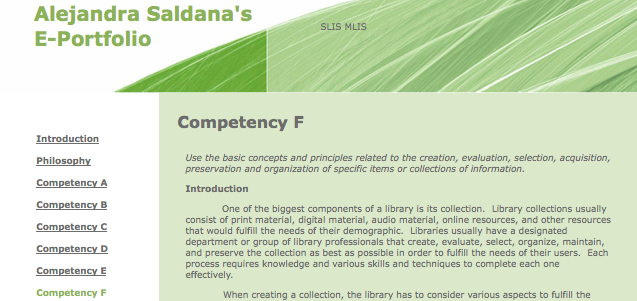 Alejandra Saldana's
E-Portfolio
SLIS MLIS
Introduction
Philosophy
Competency A
Competency B
Competency C
Competency D
Competency E
Competency F
Competency F
Use the basic concepts and principles related to the creation, evaluation, selection, acquisition,
preservation and organization of specific items or collections of information.
Introduction
One of the biggest components of a library is its collection. Library collections usually
consist of print material, digital material, audio material, online resources, and other resources
that would fulfill the needs of their demographic. Libraries usually have a designated
department or group of library professionals that create, evaluate, select, organize, maintain,
and preserve the collection as best as possible in order to fulfill the needs of their users. Each
process requires knowledge and various skills and techniques to complete each one
effectively.
When creating a collection, the library has to consider various aspects to fulfill the